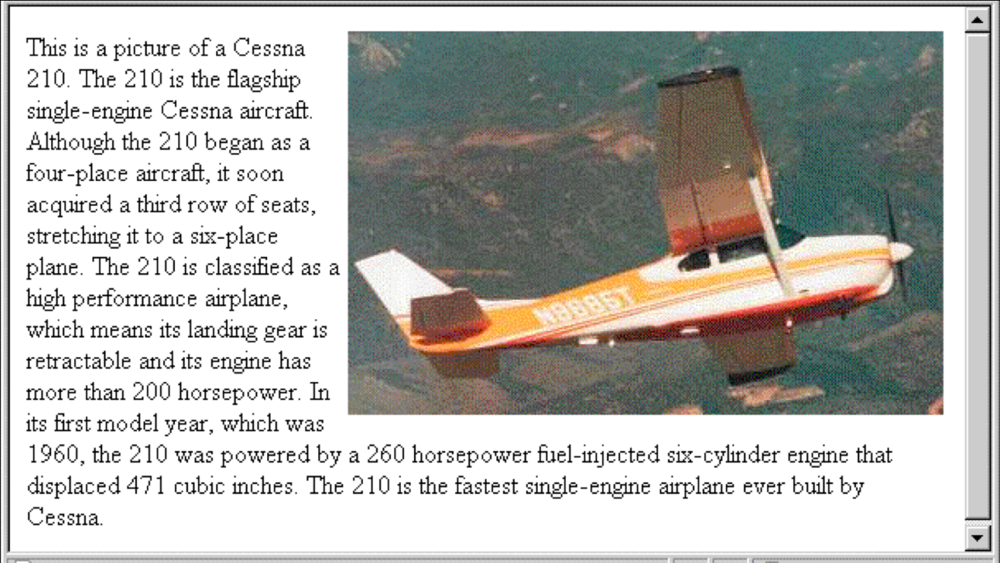 This is a picture of a Cessna
210. The 210 is the flagship
single-engine Cessna aircraft.
Although the 210 began as a
four-place aircraft, it soon
acquired a third row of seats,
stretching it to a six-place
plane. The 210 is classified as a
high performance airplane,
which means its landing gear is
retractable and its engine has
more than 200 horsepower. In
its first model year, which was
1960, the 210 was powered by a 260 horsepower fuel-injected six-cylinder engine that
displaced 471 cubic inches. The 210 is the fastest single-engine airplane ever built by
Cessna.